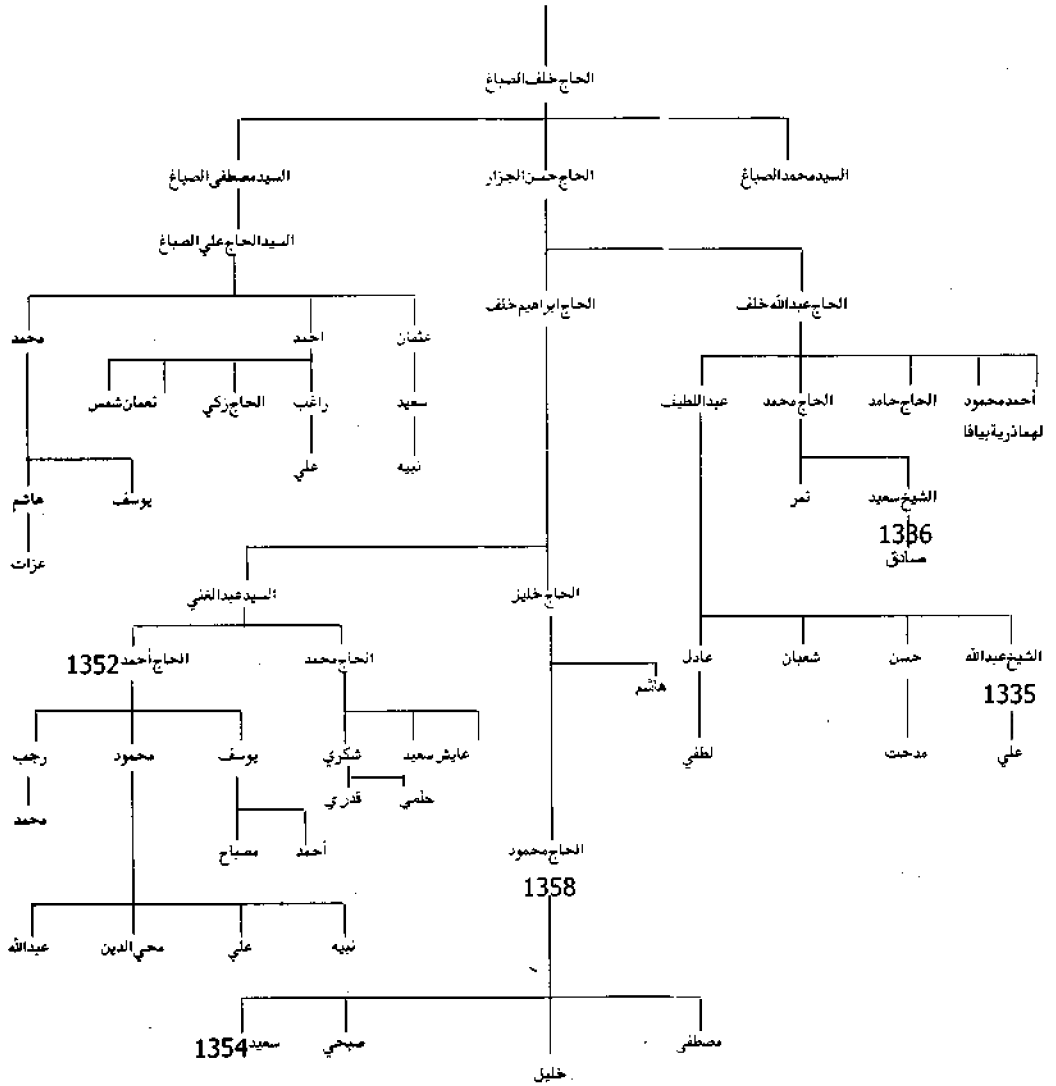 الحاج خلف الصباغ
السيد محمد الصباغ
الحاج حسن الجزار
السيد مصطفى الصباغ
السيد الحاج علي الصباغ
الحاج عبدالله خلف
الحاج ابراهيم خلف
عثمان
احمد
محمد
أحمد محمود
الحاج حامد
الحاج محمد
عبداللطيف
سعيد
راغب
الحاج زكي
نعمان شمس
لهما ذرية بيافا
نبيه
علي
الشيخ سعيد
نمر
يوسف
هاشم
1336
صادق
عزات
الحاج خليز
السيد عبدالغني
الشيخ عبدالله
حسن
شعبان
عادل
هاشم
الحاج محمد
الحاج أحمد 1352
1335
علي
مدحت
لطفي
عايش سعيد
شكري
يوسف
محمود
رجب
حلمي
قدري
محمد
أحمد
مصباح
الحاج محمود
1358
نبيه
علي
محي الدين
عبدالله
مصطفى
صبحي
سعيد 1354
خليل